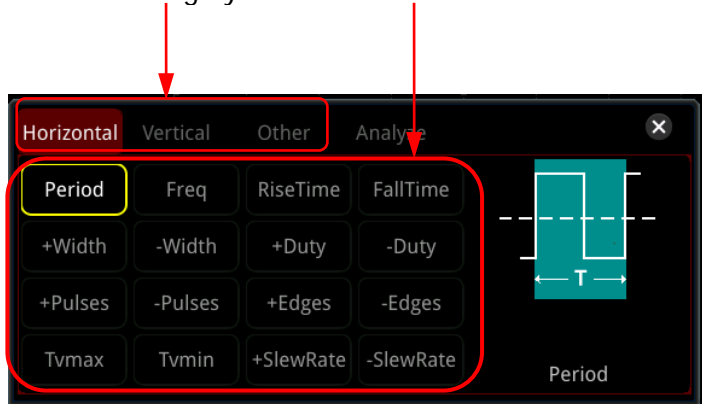 Horizontal Vertical Other Analyze
Period Freq RiseTime FallTime
+Width -Width +Duty -Duty
T
+Pulses -Pulses +Edges -Edges
Tvmax Tvmin +SlewRate -SlewRate
Period